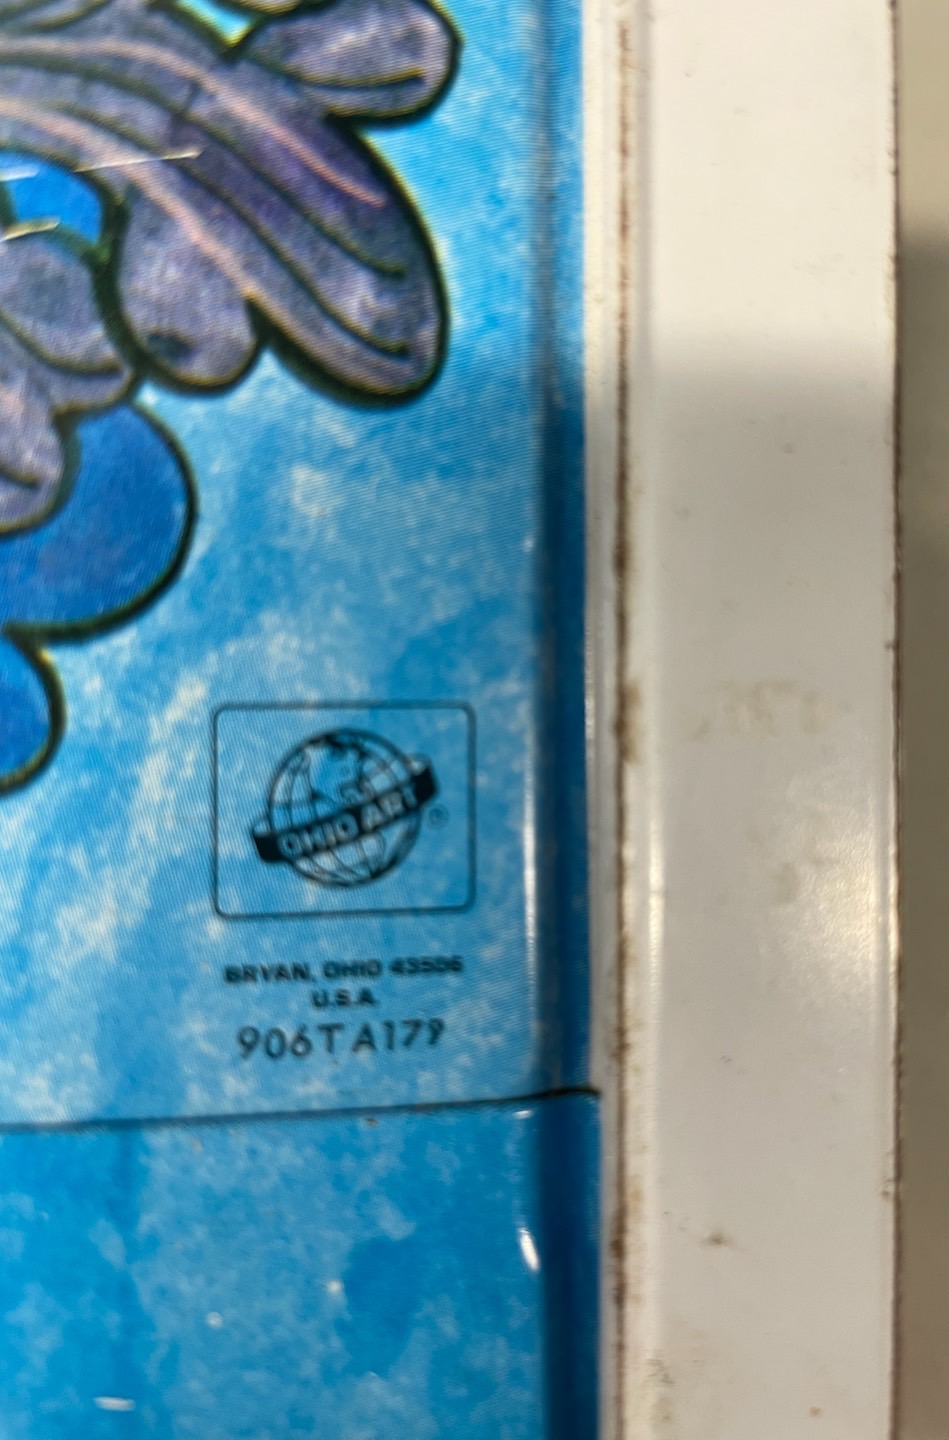 OHIO ART
®
BRYAN, OHIO 43506
U.S.A.
906TA179